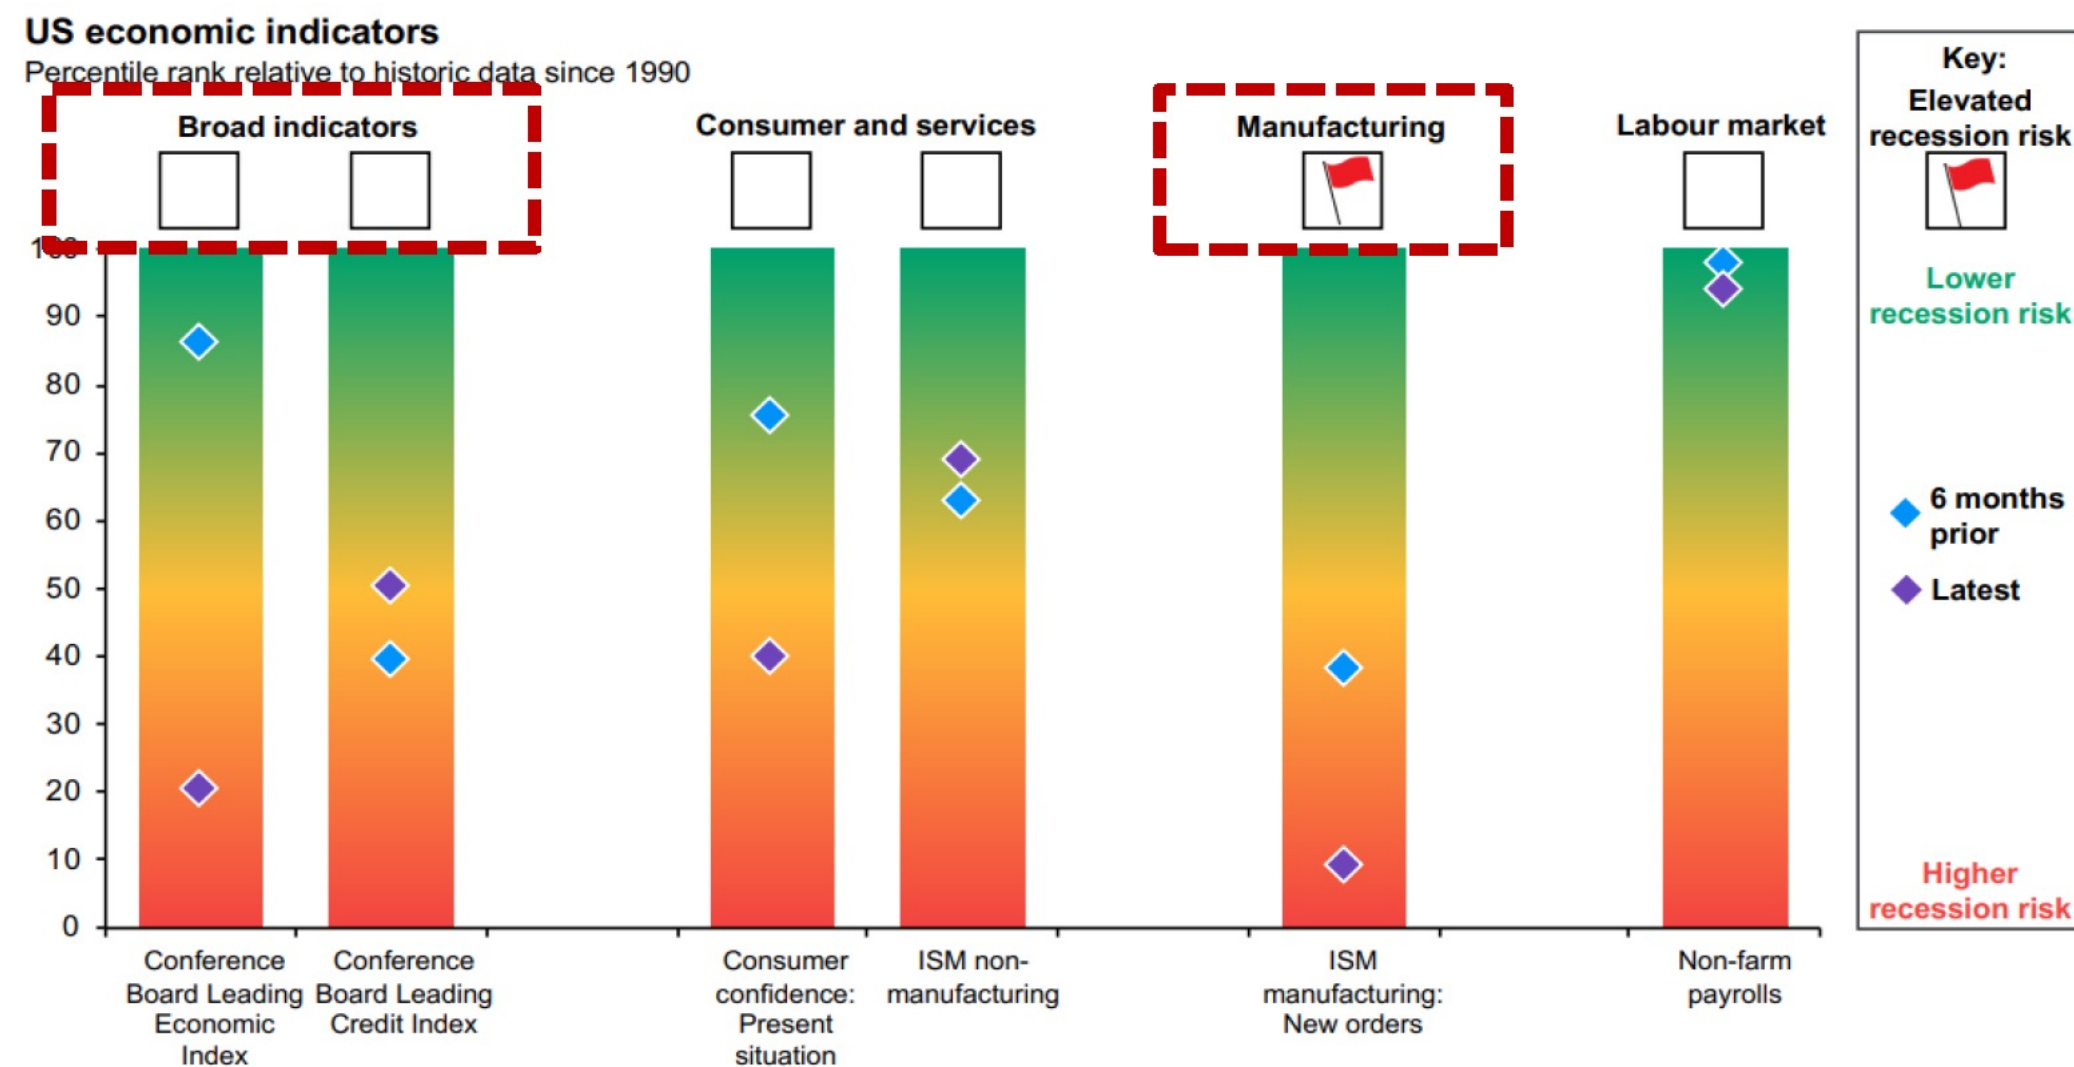 US economic indicators
Percentile rank relative to historic data since 1990
Broad indicators
Consumer and services
Manufacturing
Labour market
Key:
Elevated
recession risk
Lower
recession risk
6 months
prior
Latest
Higher
recession risk
100
90
80
70
60
50
40
30
20
10
0
Conference
Board Leading
Economic
Index
Conference
Board Leading
Credit Index
Consumer
confidence:
Present
situation
ISM non-
manufacturing
ISM
manufacturing:
New orders
Non-farm
payrolls